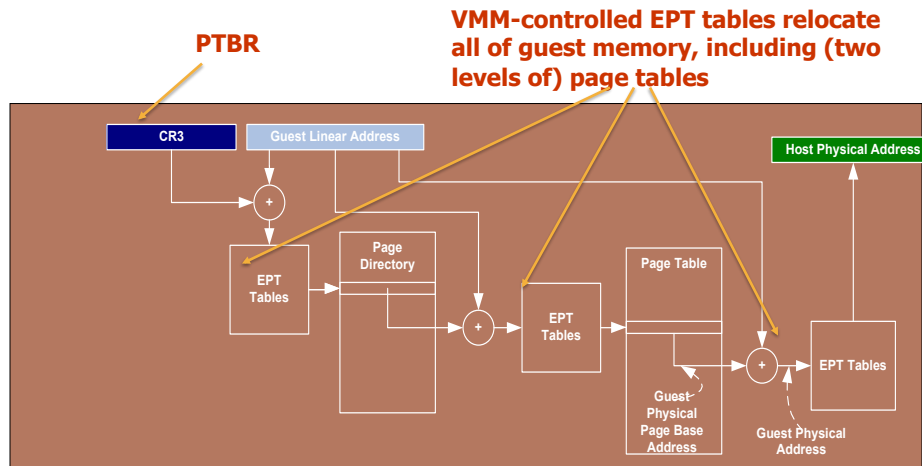 PTBR
VMM-controlled EPT tables relocate
all of guest memory, including (two
levels of) page tables
CR3
Guest Linear Address
Host Physical Address
+
EPT
Tables
Page
Directory
+
EPT
Tables
Page Table
Guest
Physical
Page Base
Address
+
Guest Physical
Address
EPT Tables